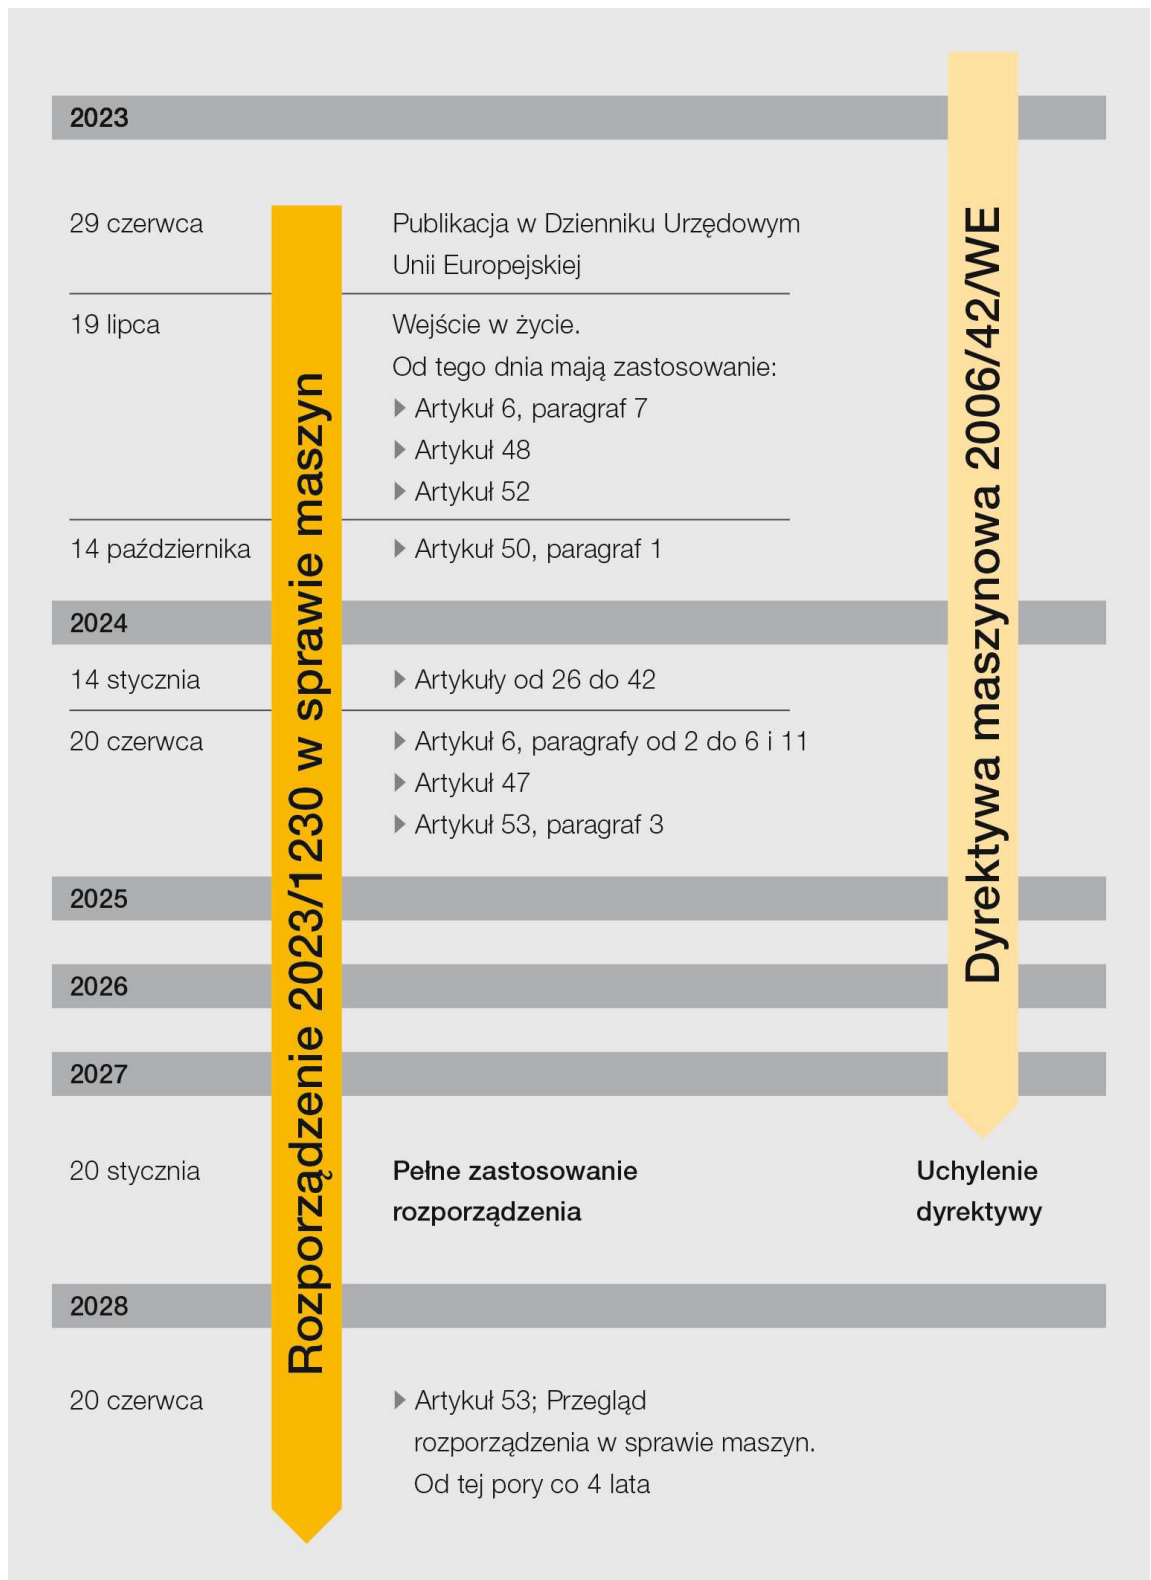 2023
29 czerwca
Publikacja w Dzienniku Urzędowym
Unii Europejskiej
19 lipca
Wejście w życie.
Od tego dnia mają zastosowanie:
Artykuł 6, paragraf 7
Artykuł 48
Artykuł 52
14 października
Artykuł 50, paragraf 1
2024
14 stycznia
Artykuły od 26 do 42
20 czerwca
Artykuł 6, paragrafy od 2 do 6 i 11
Artykuł 47
Artykuł 53, paragraf 3
2025
2026
2027
20 stycznia
Pełne zastosowanie
rozporządzenia
Uchylenie
dyrektywy
2028
20 czerwca
Artykuł 53; Przegląd
rozporządzenia w sprawie maszyn.
Od tej pory co 4 lata
Rozporządzenie 2023/1230 w sprawie maszyn
Dyrektywa maszynowa 2006/42/WE